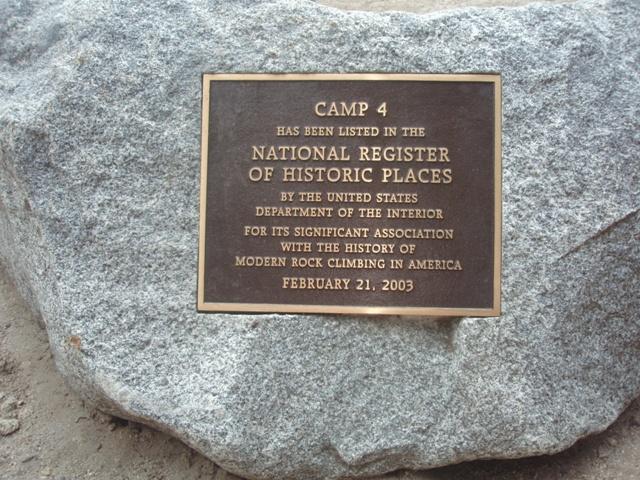 CAMP 4
HAS BEEN LISTED IN THE
NATIONAL REGISTER
OF HISTORIC PLACES
BY THE UNITED STATES
DEPARTMENT OF THE INTERIOR
FOR ITS SIGNIFICANT ASSOCIATION
WITH THE HISTORY OF
MODERN ROCK CLIMBING IN AMERICA
FEBRUARY 21, 2003